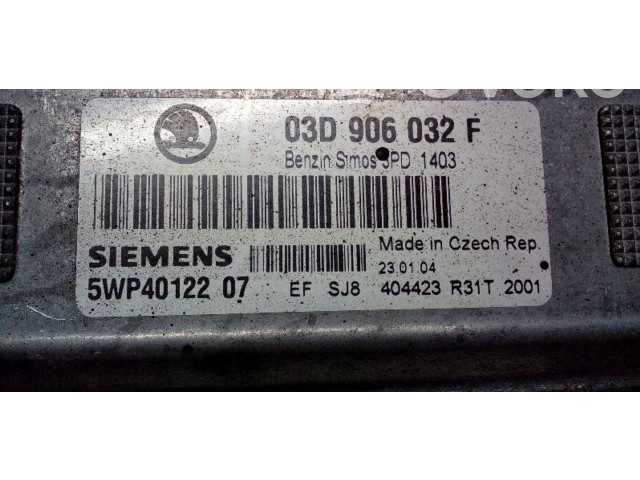 03D 906 032 F
Benzin Simos 3PD 1403
SIEMENS
Made in Czech Rep.
23.01.04
5WP40122 07 EF SJ8 404423 R31T 2001